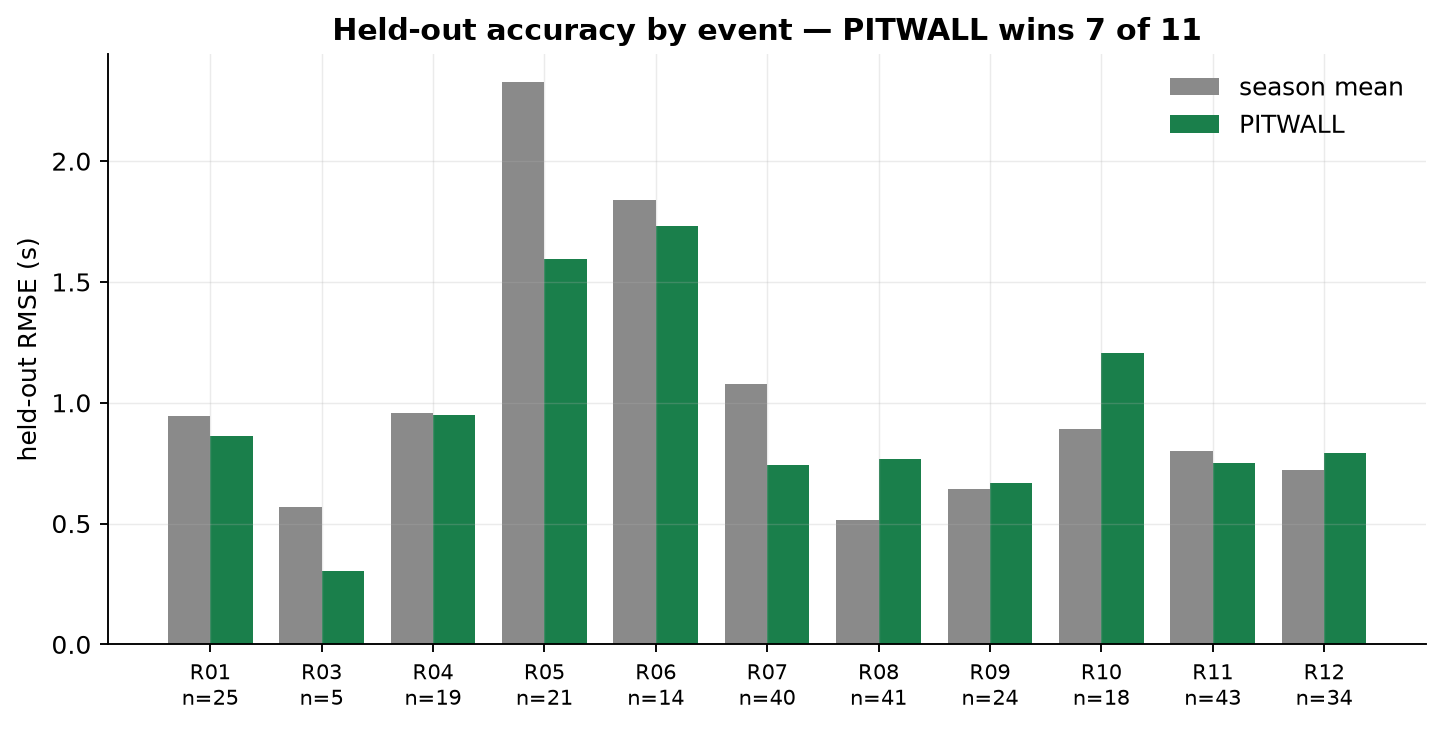 Held-out accuracy by event — PITWALL wins 7 of 11
season mean
PITWALL
held-out RMSE (s)
2.0
1.5
1.0
0.5
0.0
R01 R03 R04 R05 R06 R07 R08 R09 R10 R11 R12
n=25 n=5 n=19 n=21 n=14 n=40 n=41 n=24 n=18 n=43 n=34